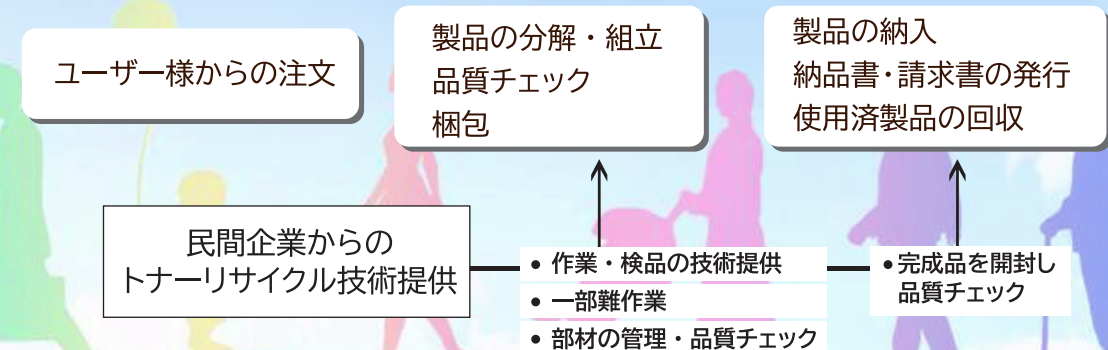 ユーザー様からの注文
製品の分解・組立
品質チェック
梱包
製品の納入
納品書・請求書の発行
使用済製品の回収
民間企業からの
トナーリサイクル技術提供
• 作業・検品の技術提供
• 一部難作業
• 部材の管理・品質チェック
•完成品を開封し
品質チェック